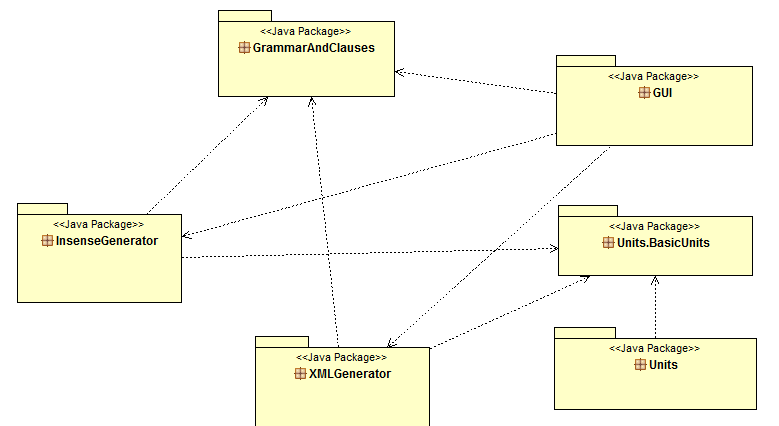 <<Java Package>>
GrammarAndClauses
<<Java Package>>
GUI
<<Java Package>>
InsenseGenerator
<<Java Package>>
Units.BasicUnits
<<Java Package>>
XMLGenerator
<<Java Package>>
Units